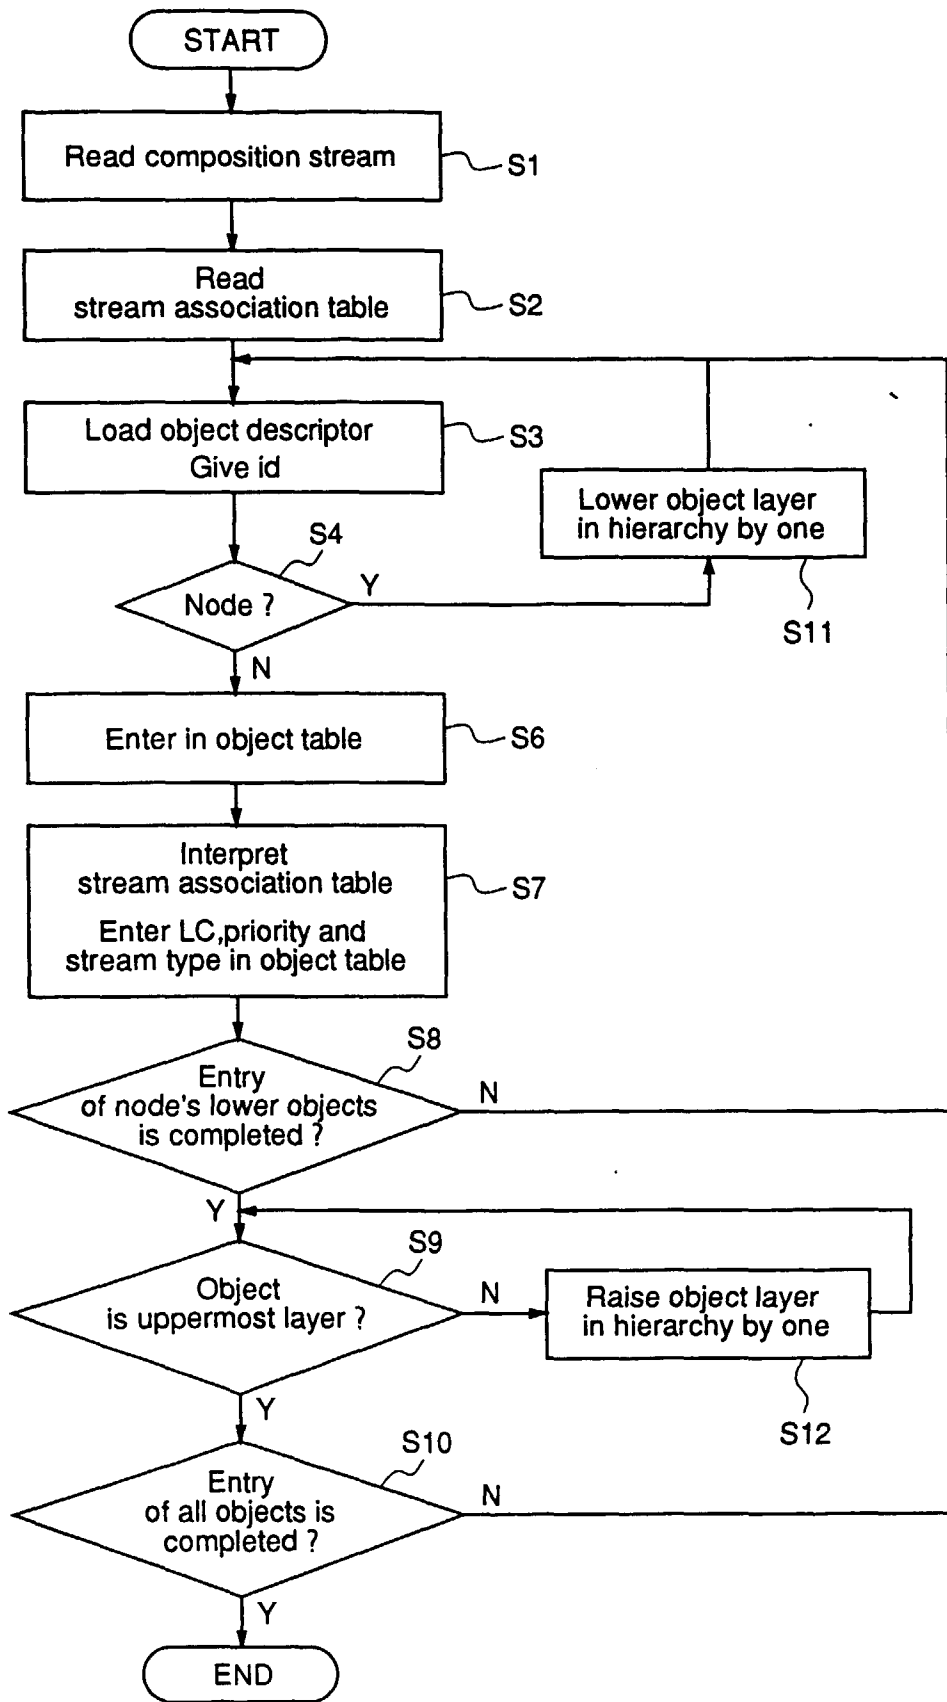 START
Read composition stream
S1
Read
stream association table
S2
Load object descriptor
Give id
S3
Lower object layer
in hierarchy by one
S11
S4
Node ?
Y
N
Enter in object table
S6
Interpret
stream association table
Enter LC,priority and
stream type in object table
S7
S8
Entry
of node's lower objects
is completed ?
N
Y
S9
Object
is uppermost layer ?
N
Raise object layer
in hierarchy by one
S12
Y
S10
Entry
of all objects is
completed ?
N
Y
END